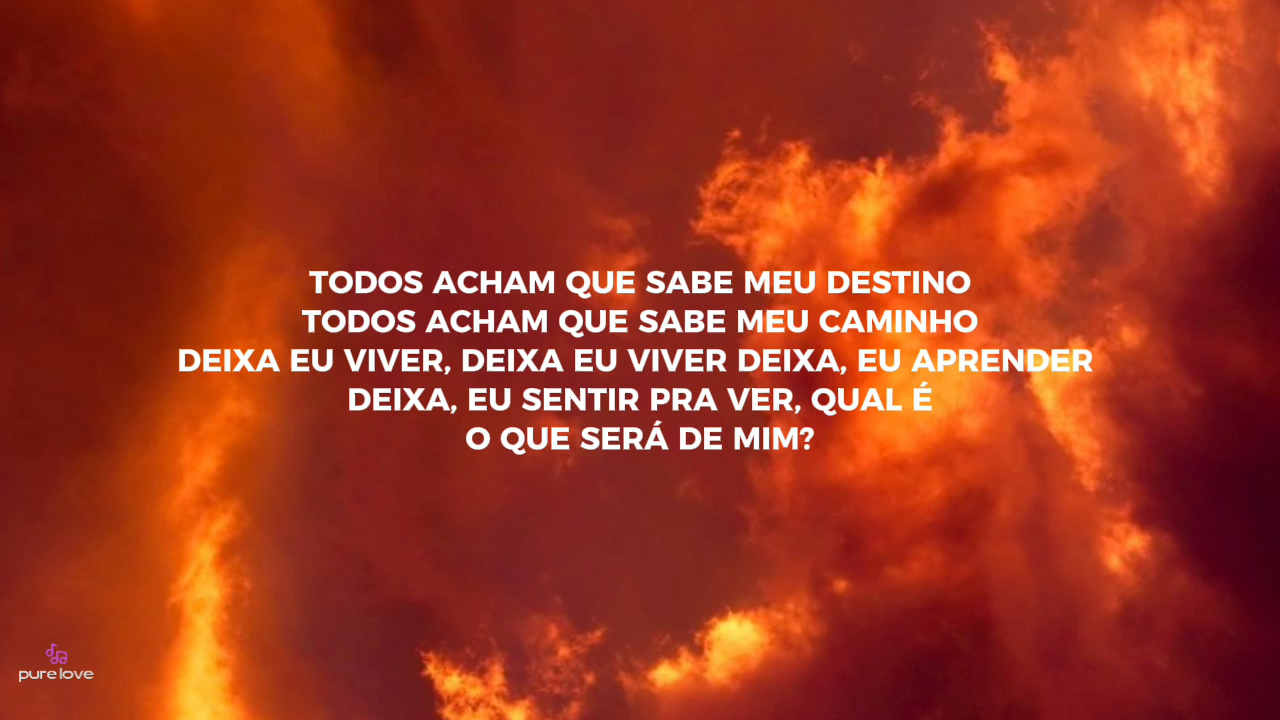 TODOS ACHAM QUE SABE MEU DESTINO
TODOS ACHAM QUE SABE MEU CAMINHO
DEIXA EU VIVER, DEIXA EU VIVER DEIXA, EU APRENDER
DEIXA, EU SENTIR PRA VER, QUAL É
O QUE SERÁ DE MIM?
pure love